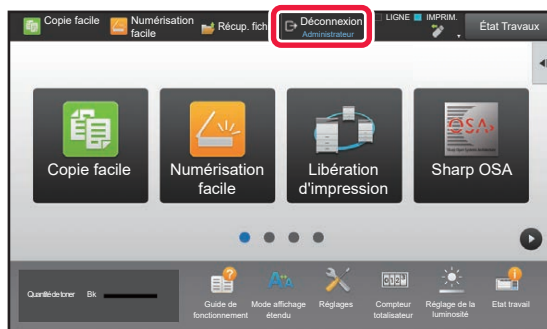 Copie facile
Numérisation
facile
Récup. fich
Déconnexion
Administrateur
LIGNE
IMPRIM.
État Travaux
Copie facile
Numérisation
facile
Libération
d'impression
Sharp OSA
Quantité de toner
Bk
Guide de
fonctionnement
Mode affichage
étendu
Réglages
Compteur
totalisateur
Réglage de la
luminosité
Etat travail